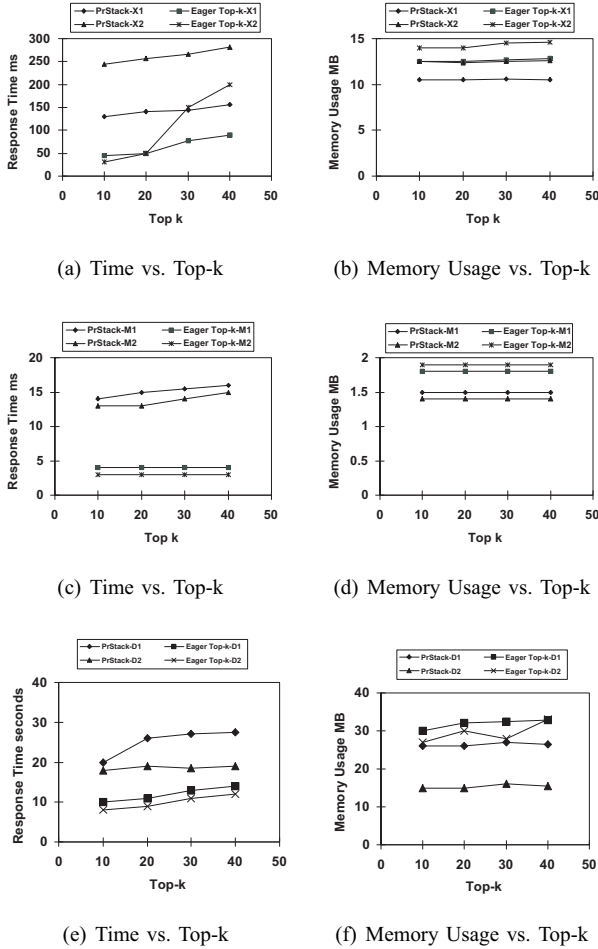 PrStack-X1 Eager Top-k-X1
PrStack-X2 Eager Top-k-X2
300
250
200
150
100
50
0
Response Time ms
0 10 20 30 40 50
Top k
(a) Time vs. Top-k
PrStack-X1 Eager Top-k-X1
PrStack-X2 Eager Top-k-X2
15
10
5
0
Memory Usage MB
0 10 20 30 40 50
Top k
(b) Memory Usage vs. Top-k
PrStack-M1 Eager Top-k-M1
PrStack-M2 Eager Top-k-M2
20
15
10
5
0
Response Time ms
0 10 20 30 40 50
Top k
(c) Time vs. Top-k
PrStack-M1 Eager Top-k-M1
PrStack-M2 Eager Top-k-M2
2
1.5
1
0.5
0
Memory Usage MB
0 10 20 30 40 50
Top k
(d) Memory Usage vs. Top-k
PrStack-D1 Eager Top-k-D1
PrStack-D2 Eager Top-k-D2
40
30
20
10
0
Response Time seconds
0 10 20 30 40 50
Top-k
(e) Time vs. Top-k
PrStack-D1 Eager Top-k-D1
PrStack-D2 Eager Top-k-D2
40
30
20
10
0
Memory Usage MB
0 10 20 30 40 50
Top-k
(f) Memory Usage vs. Top-k